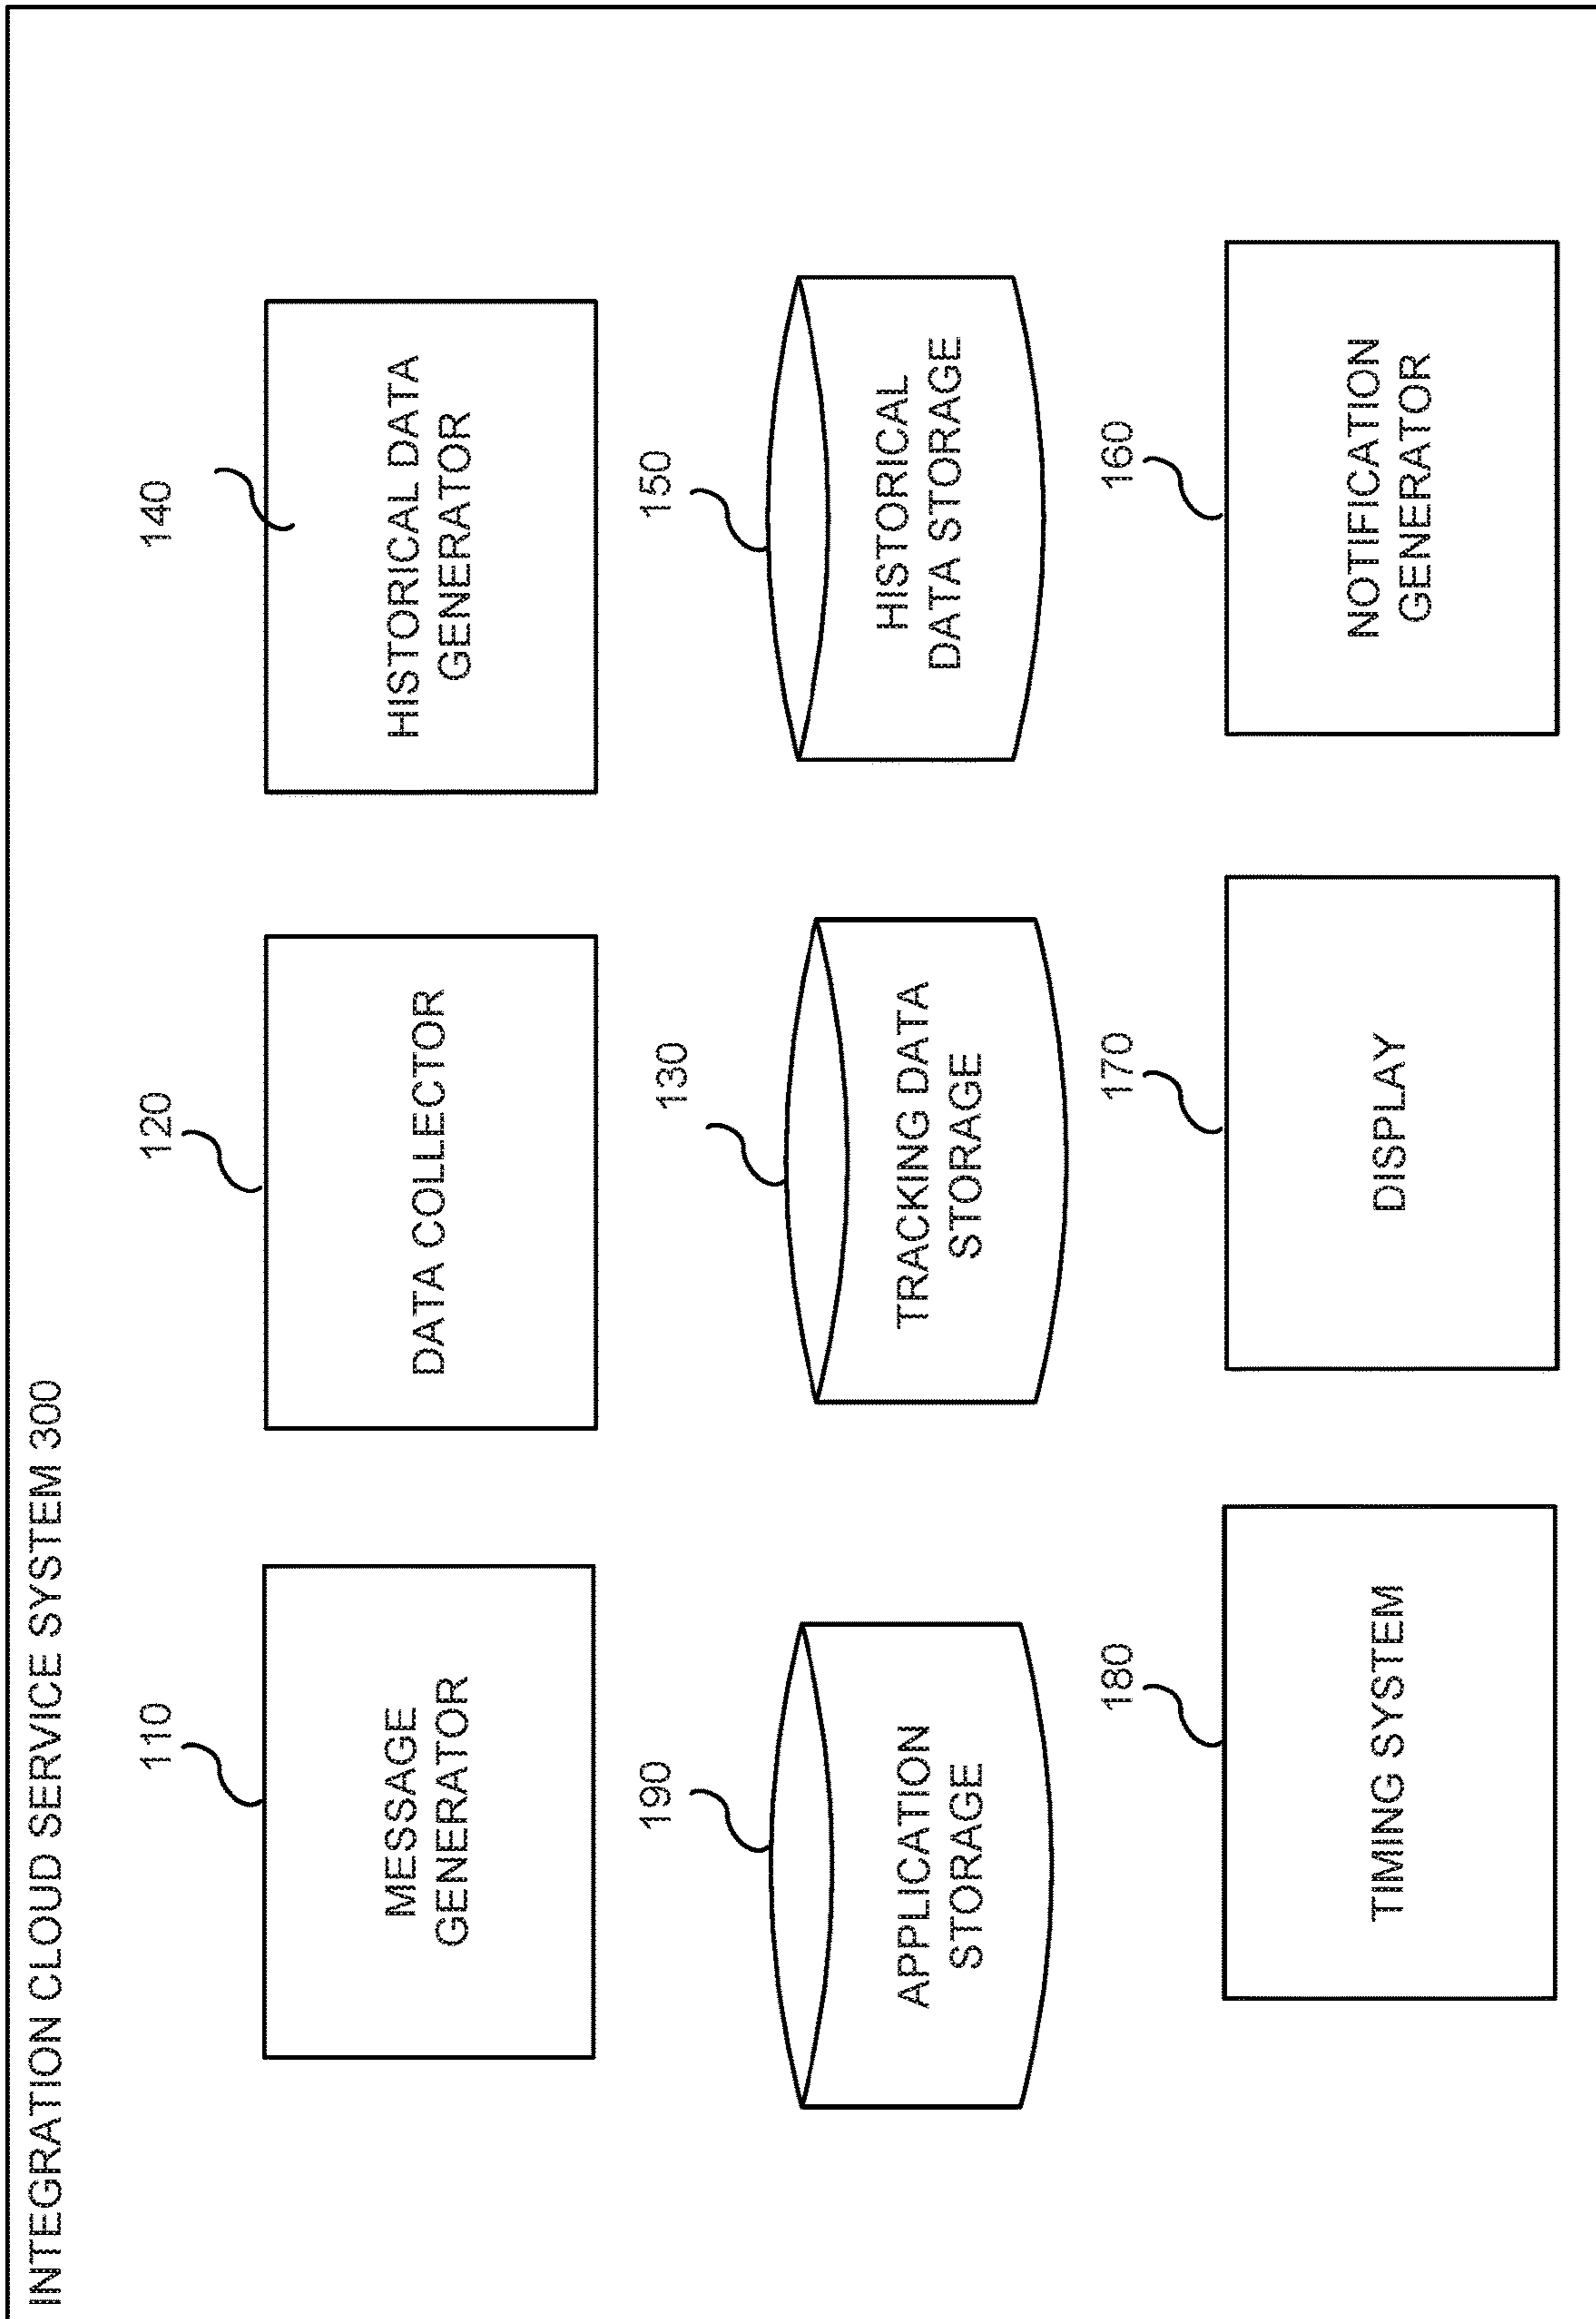 INTEGRATION CLOUD SERVICE SYSTEM 300
110
MESSAGE
GENERATOR
120
DATA COLLECTOR
140
HISTORICAL DATA
GENERATOR
190
APPLICATION
STORAGE
130
TRACKING DATA
STORAGE
150
HISTORICAL
DATA STORAGE
180
TIMING SYSTEM
170
DISPLAY
160
NOTIFICATION
GENERATOR